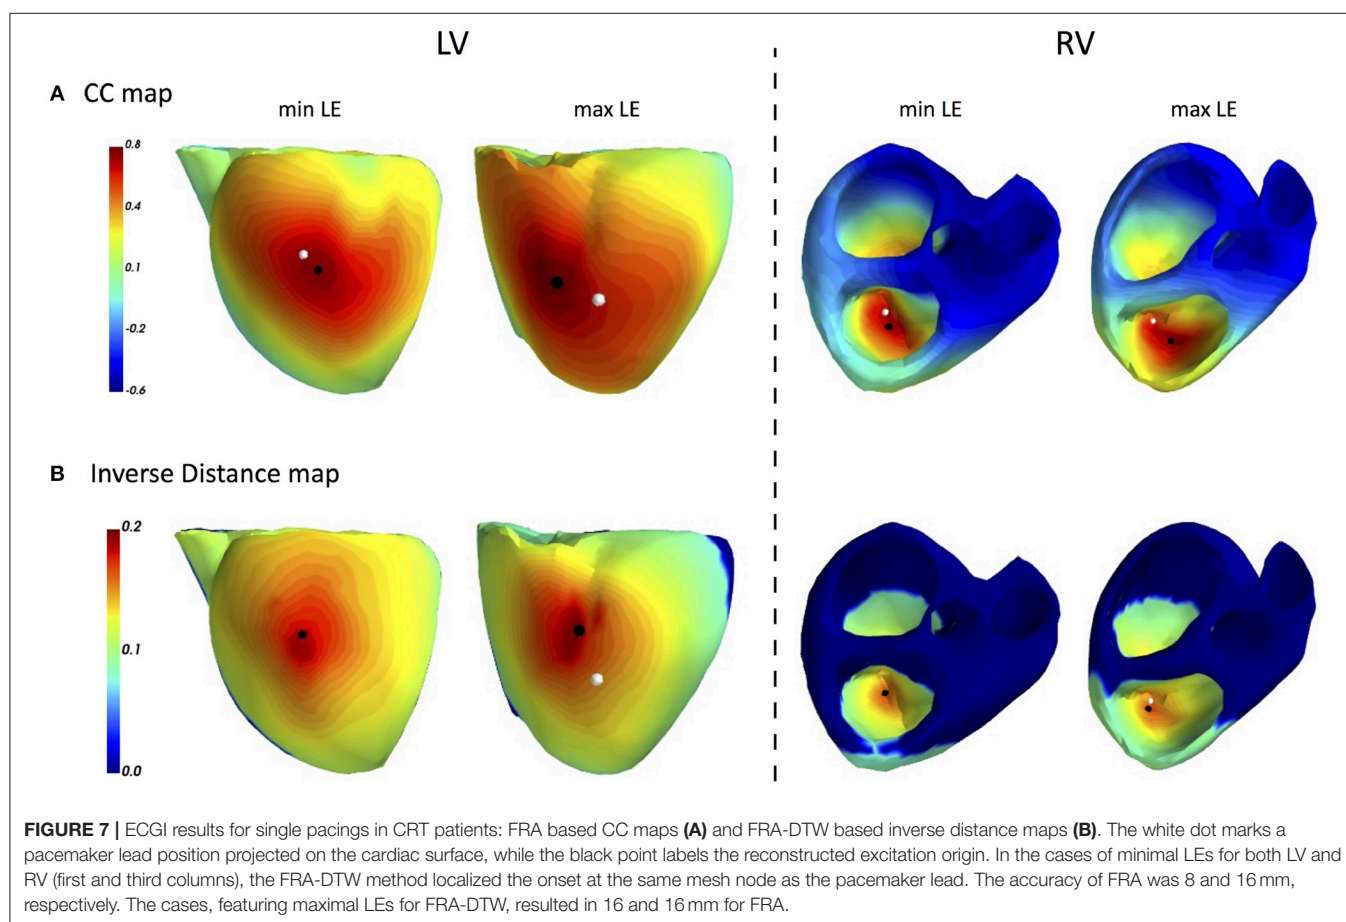 LV
RV
A CC map
min LE
max LE
min LE
max LE
0.8
0.4
0.1
-0.2
-0.6
B Inverse Distance map
0.2
0.1
0.0
FIGURE 7 | ECGI results for single pacings in CRT patients: FRA based CC maps (A) and FRA-DTW based inverse distance maps (B). The white dot marks a
pacemaker lead position projected on the cardiac surface, while the black point labels the reconstructed excitation origin. In the cases of minimal LEs for both LV and
RV (first and third columns), the FRA-DTW method localized the onset at the same mesh node as the pacemaker lead. The accuracy of FRA was 8 and 16 mm,
respectively. The cases, featuring maximal LEs for FRA-DTW, resulted in 16 and 16 mm for FRA.